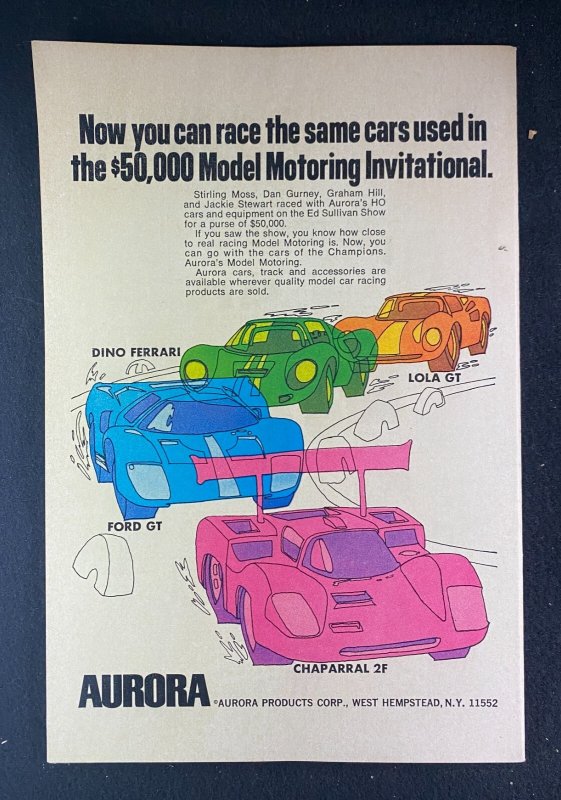 Now you can race the same cars used in
the $50,000 Model Motoring Invitational.
Stirling Moss, Dan Gurney, Graham Hill,
and Jackie Stewart raced with Aurora's HO
cars and equipment on the Ed Sullivan Show
for a purse of $50,000.
If you saw the show, you know how close
to real racing Model Motoring is. Now, you
can go with the cars of the Champions.
Aurora's Model Motoring.
Aurora cars, track and accessories are
available wherever quality model car racing
products are sold.
DINO FERRARI
LOLA GT
FORD GT
CHAPARRAL 2F
AURORA ©AURORA PRODUCTS CORP., WEST HEMPSTEAD, N.Y. 11552